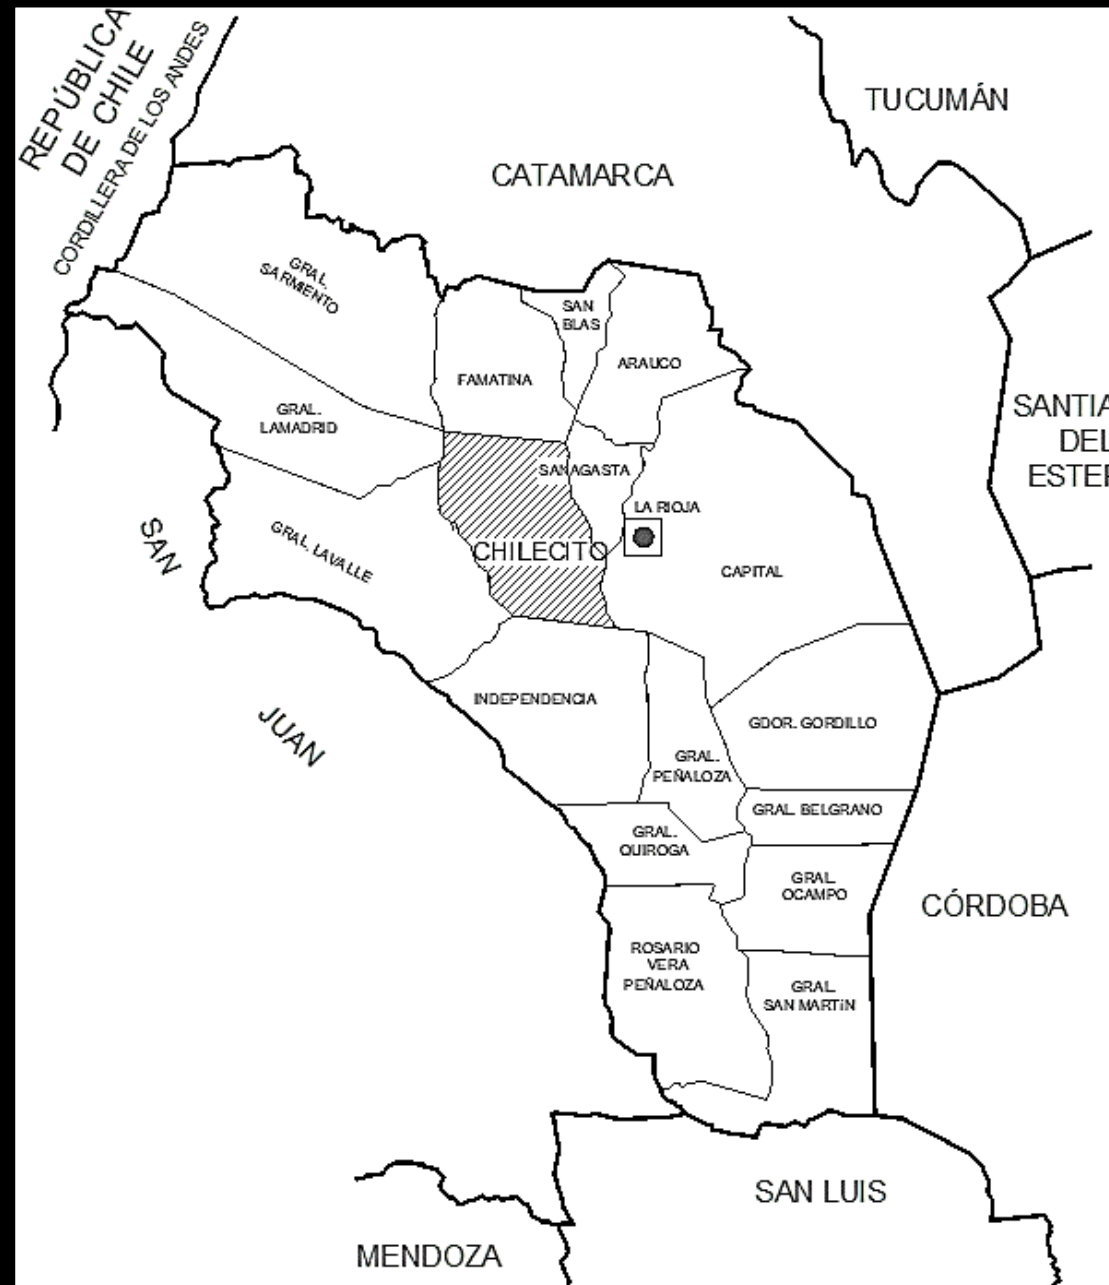 REPÚBLICA
DE CHILE
CORDILLERA DE LOS ANDES
TUCUMÁN
CATAMARCA
GRAL.
SARMIENTO
SAN
BLAS
ARAUCO
FAMATINA
GRAL.
LAMADRID
SANTIA
DEL
ESTER
SANAGASTA
LA RIOJA
SAN
GRAL. LAVALLE
CHILECITO
CAPITAL
INDEPENDENCIA
JUAN
GDOR. GORDILLO
GRAL.
PEÑALOZA
GRAL. BELGRANO
GRAL.
QUIROGA
GRAL.
OCAMPO
CÓRDOBA
ROSARIO
VERA
PEÑALOZA
GRAL.
SAN MARTíN
SAN LUIS
MENDOZA